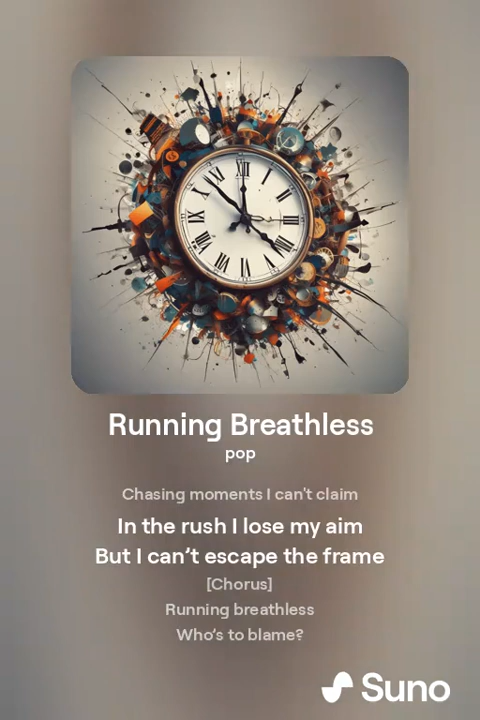 XII
Running Breathless
pop
Chasing moments I can't claim
In the rush I lose my aim
But I can't escape the frame
[Chorus]
Running breathless
Who's to blame?
Suno